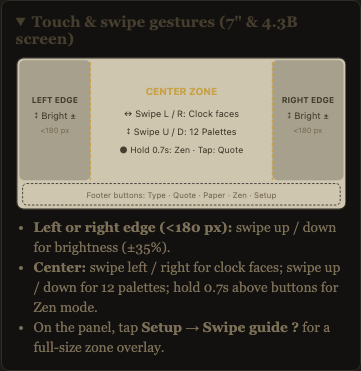 ▼ Touch & swipe gestures (7" & 4.3B
screen)
LEFT EDGE
↕ Bright ±
<180 px
CENTER ZONE
↔ Swipe L / R: Clock faces
↕ Swipe U / D: 12 Palettes
● Hold 0.7s: Zen · Tap: Quote
RIGHT EDGE
↕ Bright ±
<180 px
Footer buttons: Type · Quote · Paper · Zen · Setup
• Left or right edge (<180 px): swipe up / down
for brightness (±35%).
• Center: swipe left / right for clock faces; swipe up
/ down for 12 palettes; hold 0.7s above buttons for
Zen mode.
• On the panel, tap Setup → Swipe guide ? for a
full-size zone overlay.